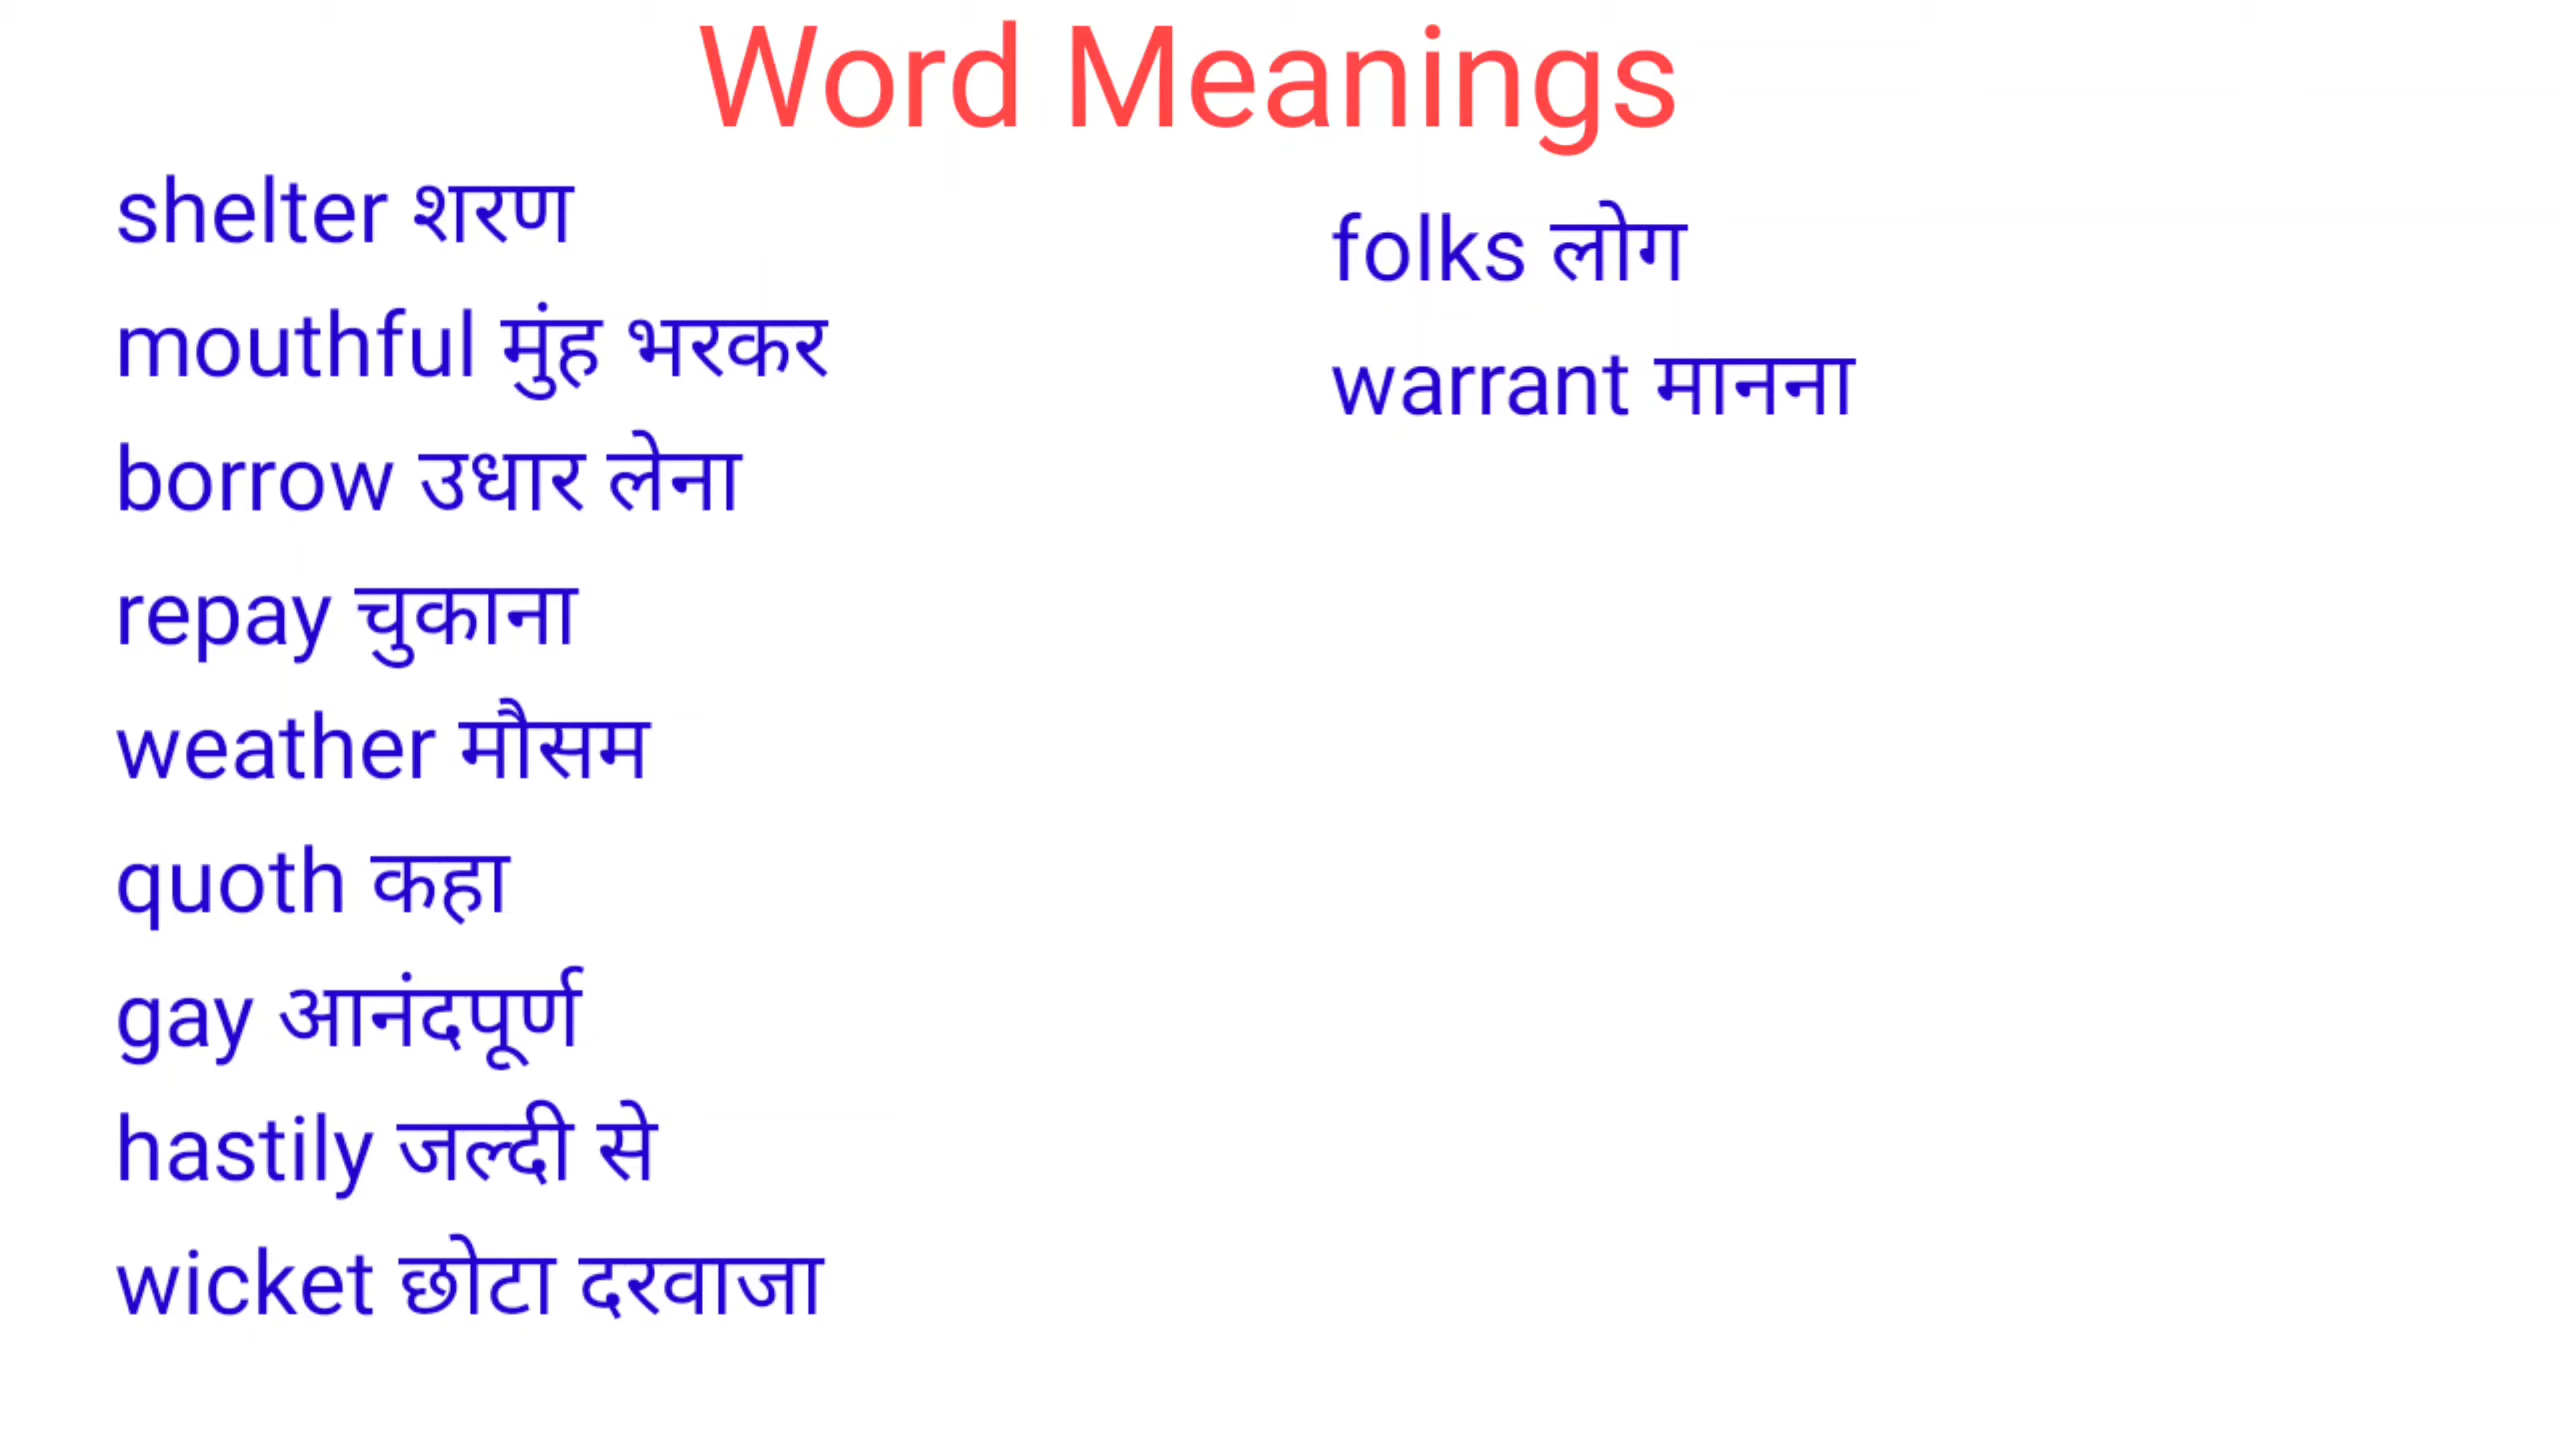 Word Meanings
shelter शरण
mouthful मुंह भरकर
borrow उधार लेना
repay चुकाना
weather मौसम
quoth कहा
gay आनंदपूर्ण
hastily जल्दी से
wicket छोटा दरवाजा
folks लोग
warrant मानना